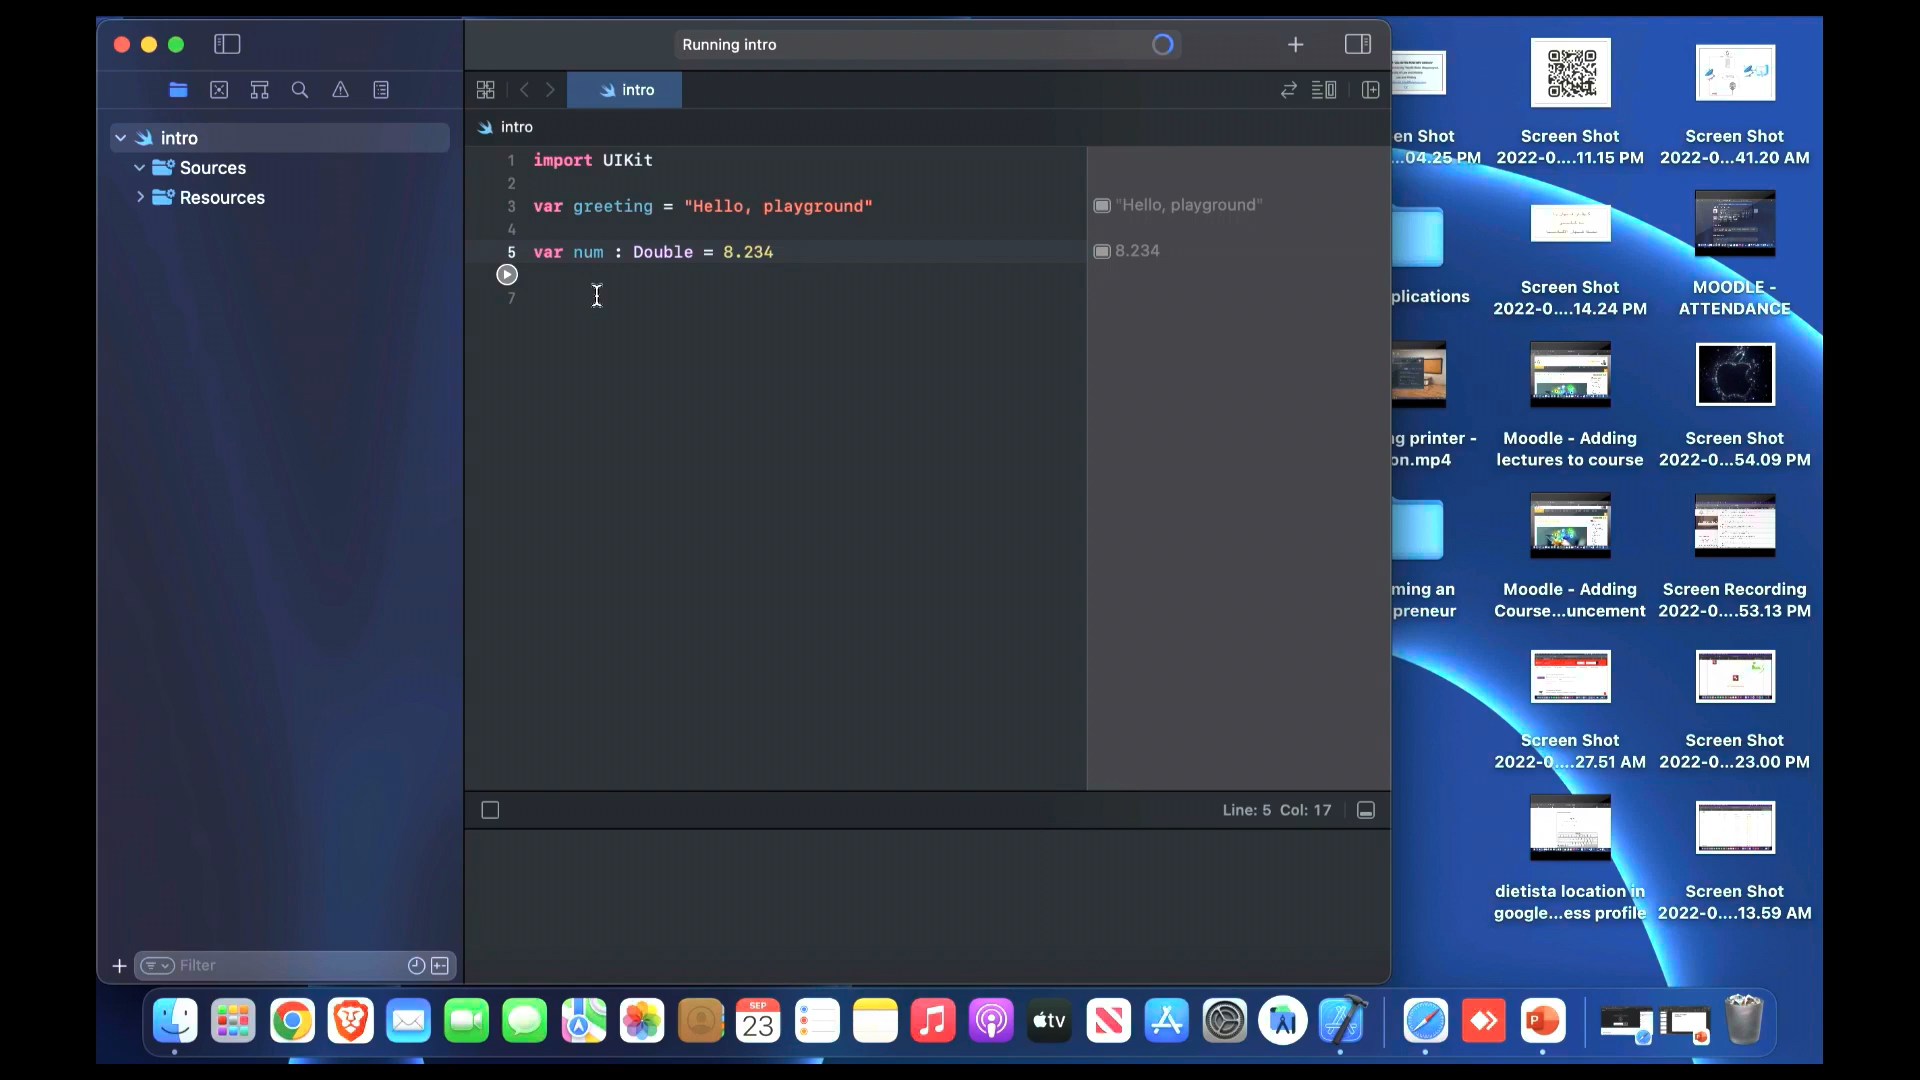 Running intro
intro
intro
intro
Sources
Resources
1 import UIKit
2
3 var greeting = "Hello, playground"
4
5 var num : Double = 8.234
7
"Hello, playground"
8.234
Line: 5 Col: 17
Filter
en Shot
...04.25 PM
Screen Shot
2022-0....11.15 PM
Screen Shot
2022-0...41.20 AM
plications
Screen Shot
2022-0....14.24 PM
MOODLE -
ATTENDANCE
ng printer -
on.mp4
Moodle - Adding
lectures to course
Screen Shot
2022-0...54.09 PM
ming an
preneur
Moodle - Adding
Course...uncement
Screen Recording
2022-0....53.13 PM
Screen Shot
2022-0....27.51 AM
Screen Shot
2022-0...23.00 PM
dietista location in
google...ess profile
Screen Shot
2022-0....13.59 AM
SEP
23
tv